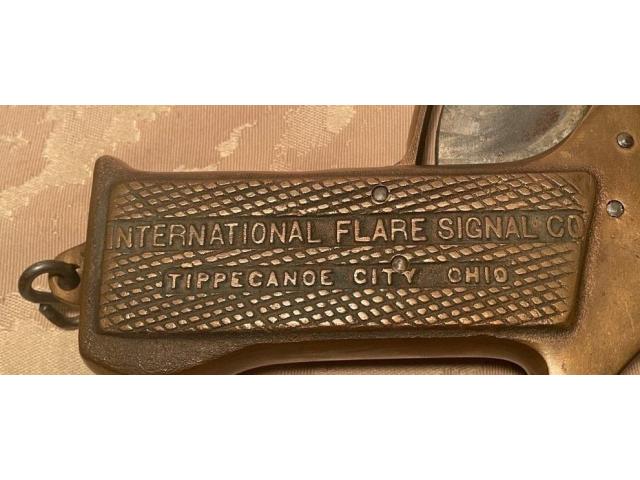 INTERNATIONAL FLARE SIGNAL CO
TIPPECANOE CITY OHIO